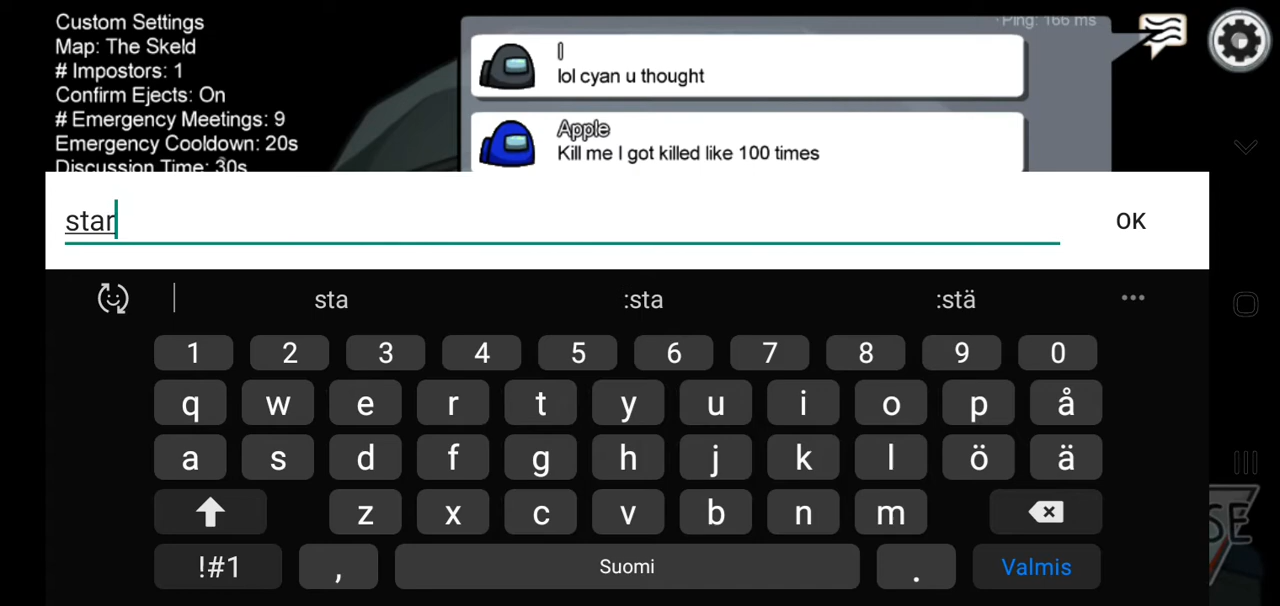 Custom Settings
Map: The Skeld
# Impostors: 1
Confirm Ejects: On
# Emergency Meetings: 9
Emergency Cooldown: 20s
Discussion Time: 30s
Ping: 166 ms
l
lol cyan u thought
Apple
Kill me I got killed like 100 times
star
OK
sta :sta :stä
1 2 3 4 5 6 7 8 9 0
q w e r t y u i o p å
a s d f g h j k l ö ä
z x c v b n m
!#1 , Suomi . Valmis
SE